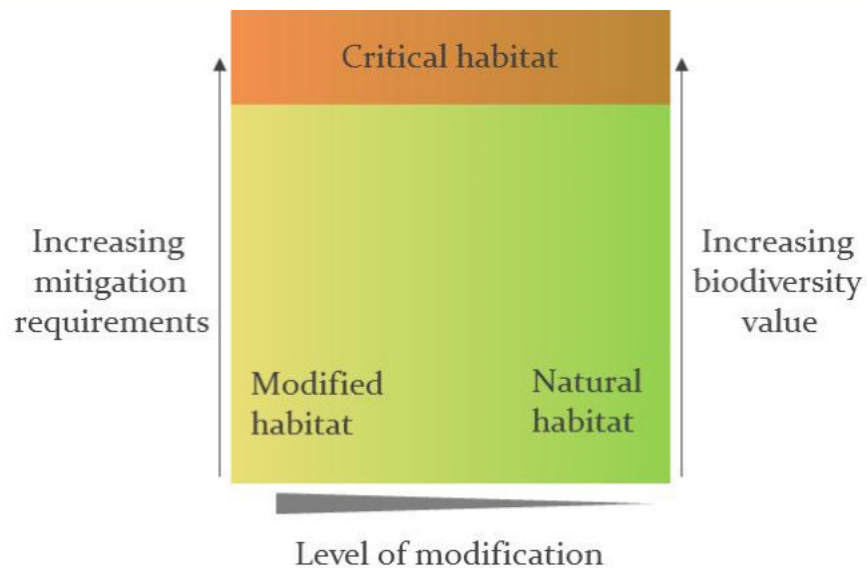 Critical habitat
Increasing
mitigation
requirements
Increasing
biodiversity
value
Modified
habitat
Natural
habitat
Level of modification